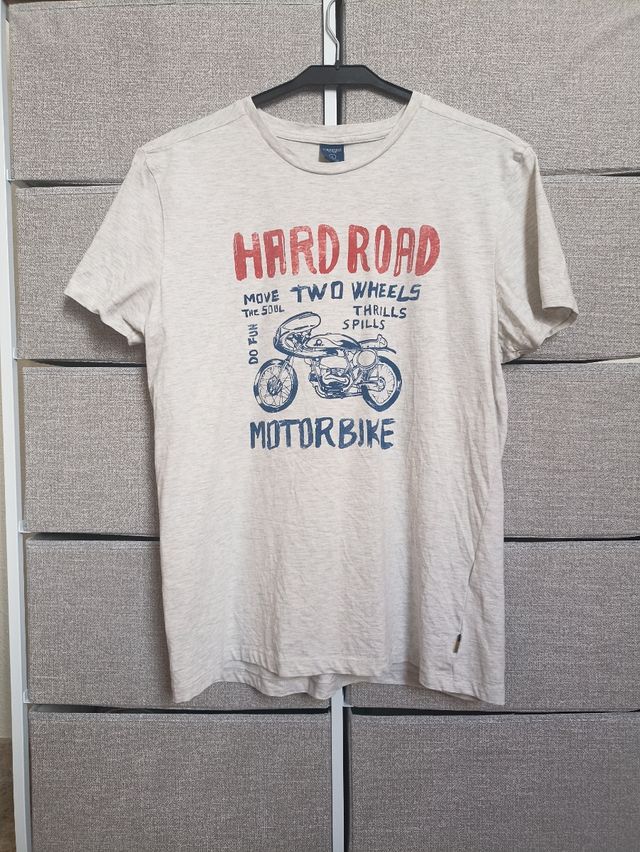 HARD ROAD
MOVE TWO WHEELS
THE SOUL THRILLS
SPILLS
DO FUN
MOTORBIKE